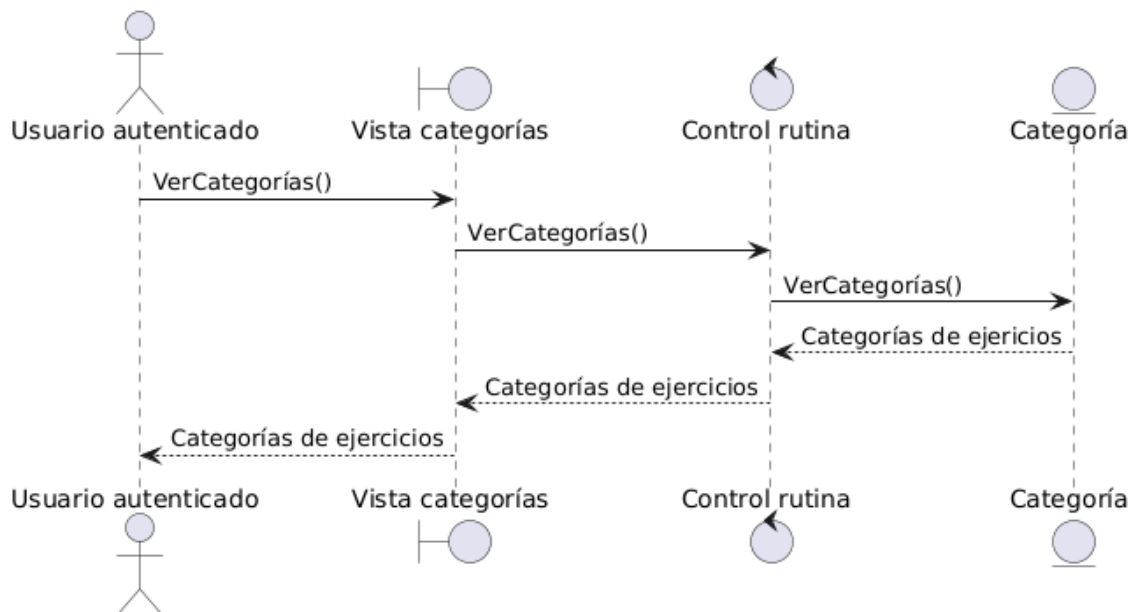 Usuario autenticado
Vista categorías
Control rutina
Categoría
VerCategorías()
VerCategorías()
VerCategorías()
Categorías de ejericios
Categorías de ejercicios
Categorías de ejercicios
Usuario autenticado
Vista categorías
Control rutina
Categoría